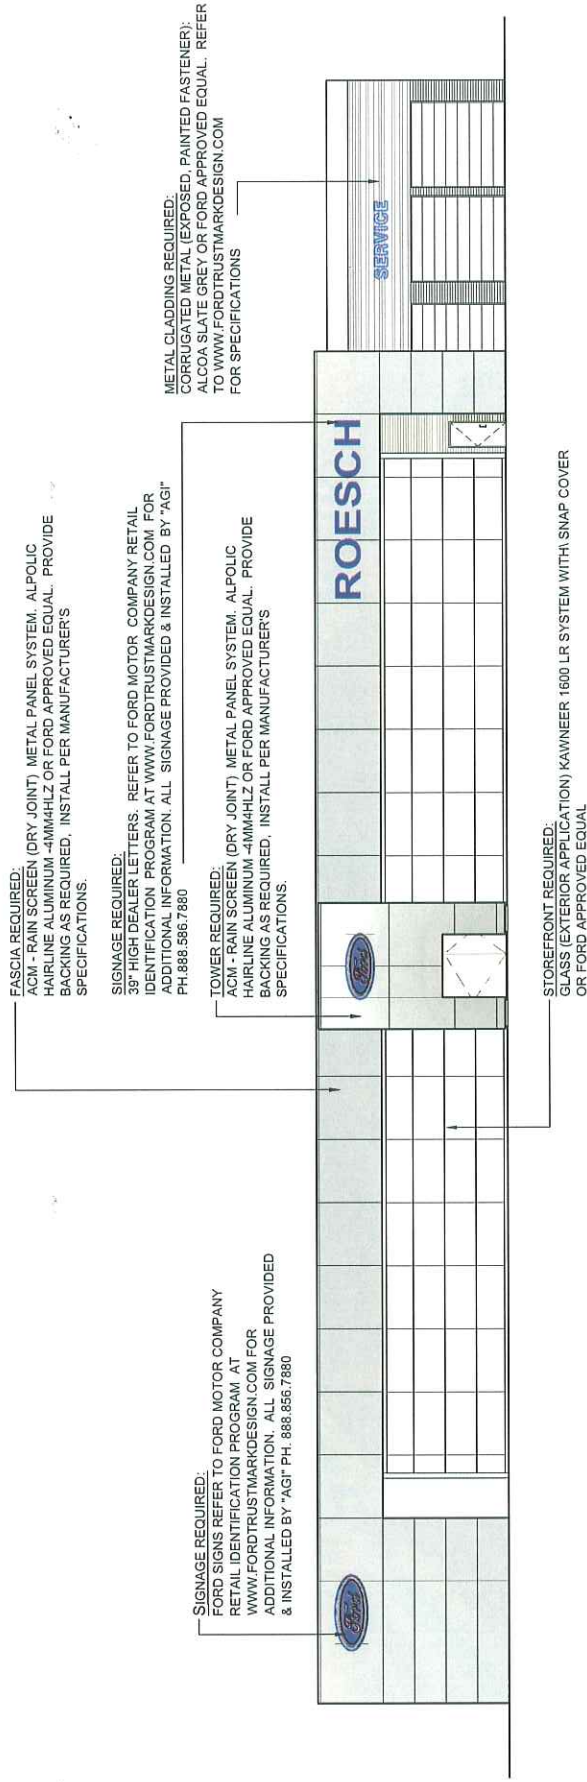 SIGNAGE REQUIRED:
FORD SIGNS REFER TO FORD MOTOR COMPANY
RETAIL IDENTIFICATION PROGRAM AT
WWW.FORDTRUSTMARKDESIGN.COM FOR
ADDITIONAL INFORMATION. ALL SIGNAGE PROVIDED
& INSTALLED BY "AGI" PH. 888.856.7880
FASCIA REQUIRED:
ACM - RAIN SCREEN (DRY JOINT) METAL PANEL SYSTEM. ALPOLIC
HAIRLINE ALUMINUM -4MM4HLZ OR FORD APPROVED EQUAL. PROVIDE
BACKING AS REQUIRED, INSTALL PER MANUFACTURER'S
SPECIFICATIONS.
SIGNAGE REQUIRED:
39" HIGH DEALER LETTERS. REFER TO FORD MOTOR COMPANY RETAIL
IDENTIFICATION PROGRAM AT WWW.FORDTRUSTMARKDESIGN.COM FOR
ADDITIONAL INFORMATION. ALL SIGNAGE PROVIDED & INSTALLED BY "AGI"
PH.888.586.7880
TOWER REQUIRED:
ACM - RAIN SCREEN (DRY JOINT) METAL PANEL SYSTEM. ALPOLIC
HAIRLINE ALUMINUM -4MM4HLZ OR FORD APPROVED EQUAL. PROVIDE
BACKING AS REQUIRED, INSTALL PER MANUFACTURER'S
SPECIFICATIONS.
METAL CLADDING REQUIRED:
CORRUGATED METAL (EXPOSED, PAINTED FASTENER):
ALCOA SLATE GREY OR FORD APPROVED EQUAL. REFER
TO WWW.FORDTRUSTMARKDESIGN.COM
FOR SPECIFICATIONS
Ford
Ford
ROESCH
SERVICE
STOREFRONT REQUIRED:
GLASS (EXTERIOR APPLICATION) KAWNEER 1600 LR SYSTEM WITH\ SNAP COVER
OR FORD APPROVED EQUAL